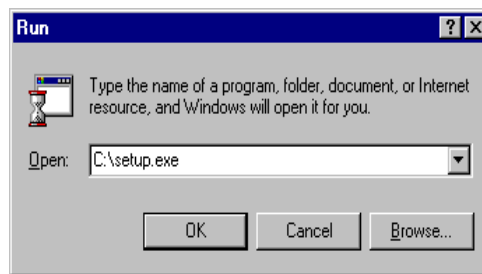 Run
Type the name of a program, folder, document, or Internet
resource, and Windows will open it for you.
Open: C:\setup.exe
OK Cancel Browse...